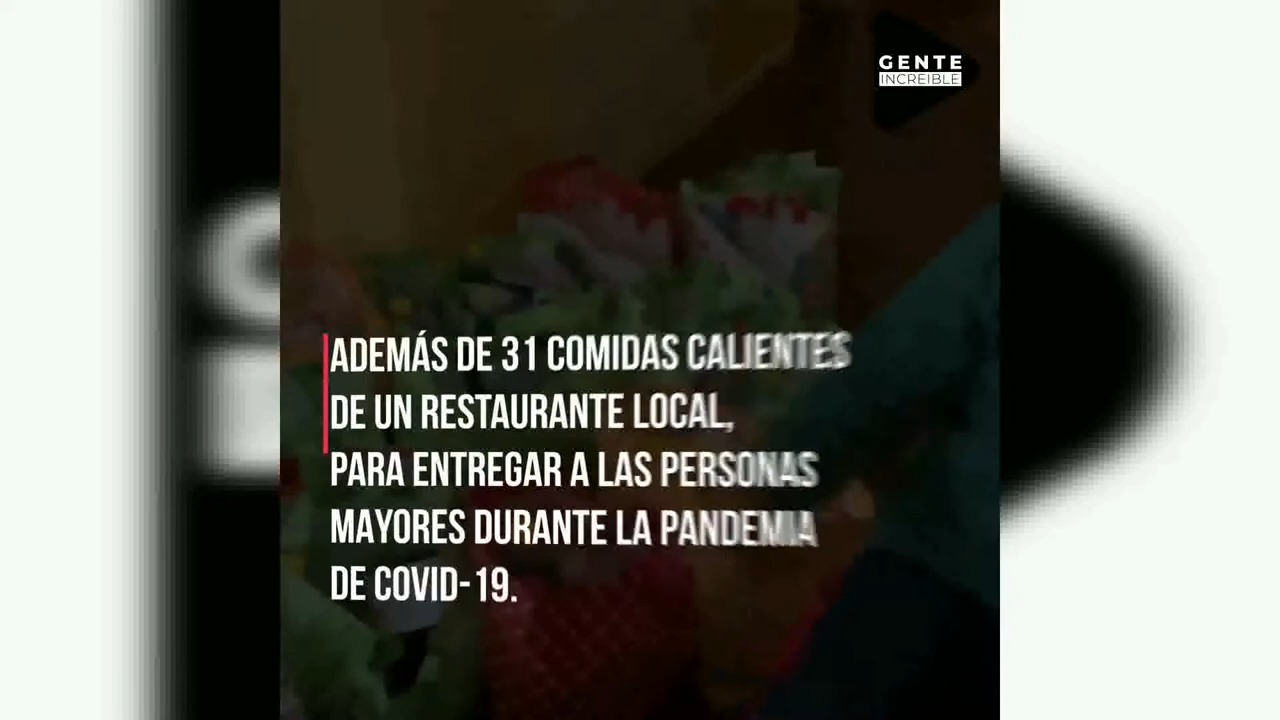 GENTE
INCREIBLE
ADEMÁS DE 31 COMIDAS CALIENTES
DE UN RESTAURANTE LOCAL,
PARA ENTREGAR A LAS PERSONAS
MAYORES DURANTE LA PANDEMIA
DE COVID-19.